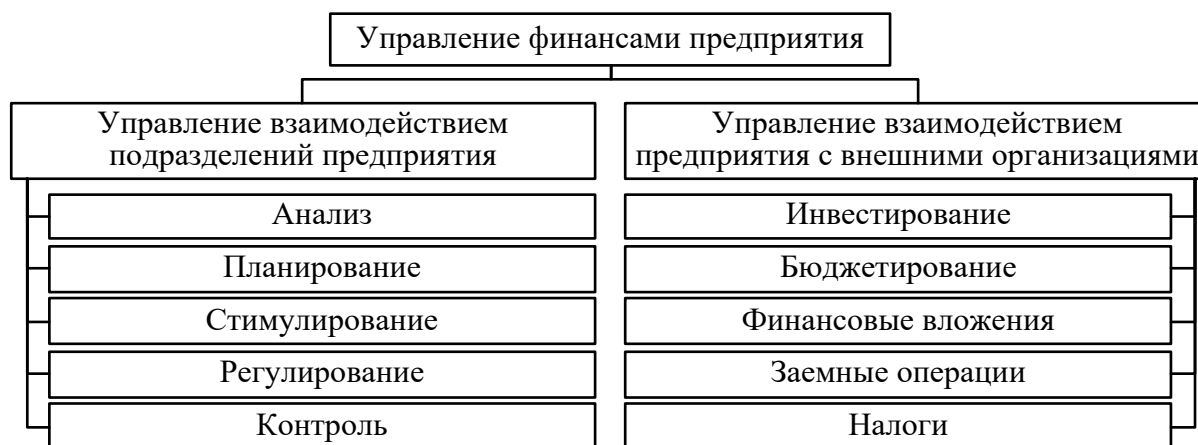 Управление финансами предприятия
Управление взаимодействием
подразделений предприятия
Управление взаимодействием
предприятия с внешними организациями
Анализ
Планирование
Стимулирование
Регулирование
Контроль
Инвестирование
Бюджетирование
Финансовые вложения
Заемные операции
Налоги